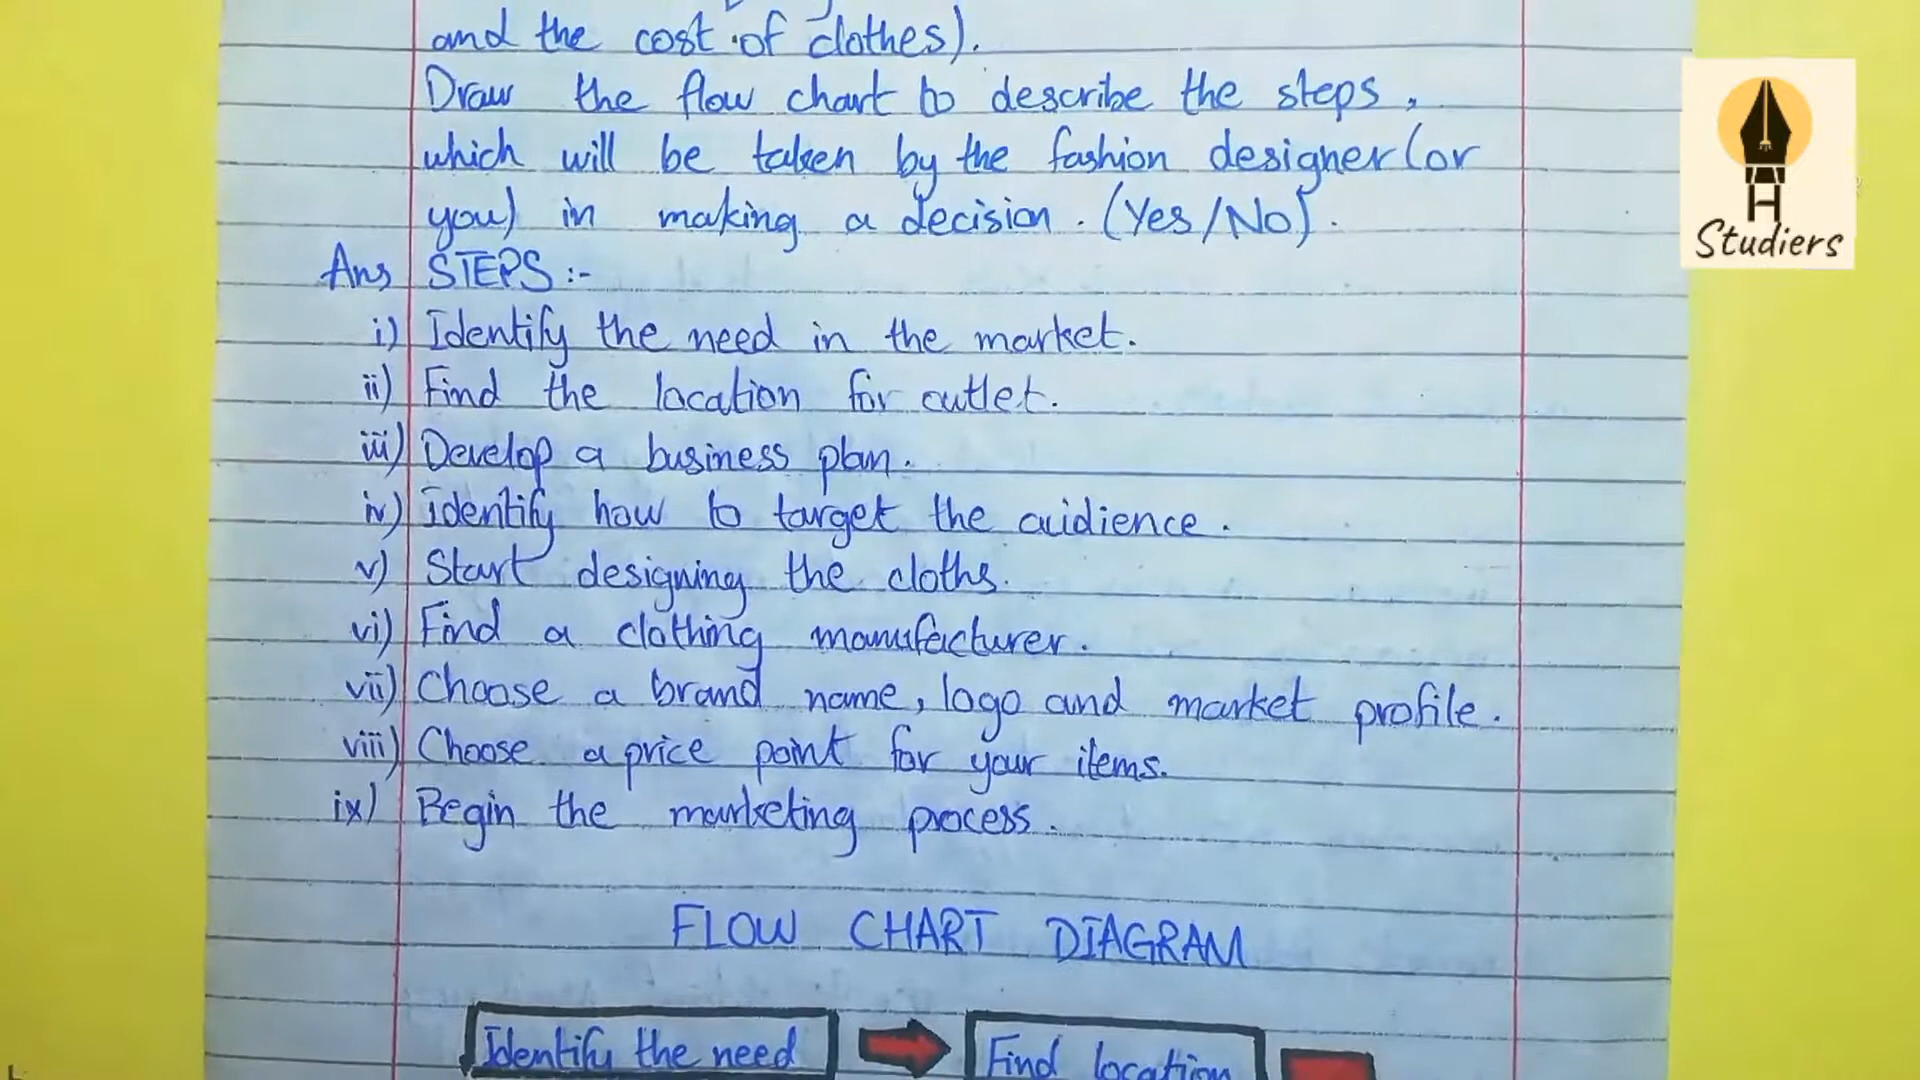 and the cost of clothes).
Draw the flow chart to describe the steps,
which will be taken by the fashion designer (or
you) in making a decision. (Yes/No).
Ans STEPS :-
i) Identify the need in the market.
ii) Find the location for outlet.
iii) Develop a business plan.
iv) Identify how to target the audience.
v) Start designing the cloths.
vi) Find a clothing manufacturer.
vii) Choose a brand name, logo and market profile.
viii) Choose a price point for your items.
ix) Begin the marketing process.
FLOW CHART DIAGRAM
Identify the need
Find location
Studiers